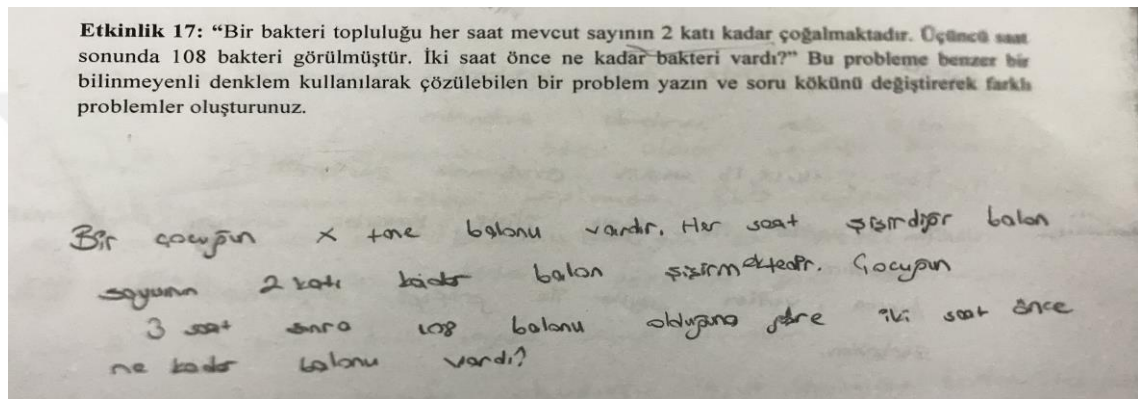 Etkinlik 17: “Bir bakteri topluluğu her saat mevcut sayının 2 katı kadar çoğalmaktadır. Üçüncü saat
sonunda 108 bakteri görülmüştür. İki saat önce ne kadar bakteri vardı?” Bu probleme benzer bir
bilinmeyenli denklem kullanılarak çözülebilen bir problem yazın ve soru kökünü değiştirerek farklı
problemler oluşturunuz.
Bir çocuğun x tane balonu vardır. Her saat şişirdiğr balon
sayının 2 katı kadar balon şişirmektedir. Çocuğun
3 saat sonra 108 balonu olduğuna göre iki saat önce
ne kadar balonu vardı?